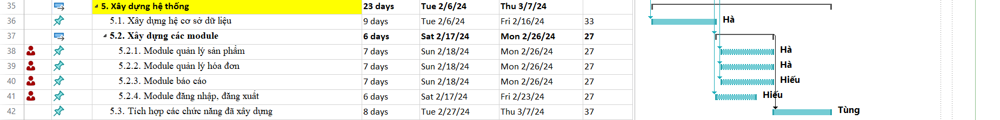 35 5. Xây dựng hệ thống 23 days Tue 2/6/24 Thu 3/7/24
36 5.1. Xây dựng hệ cơ sở dữ liệu 9 days Tue 2/6/24 Fri 2/16/24 33 Hà
37 5.2. Xây dựng các module 6 days Sat 2/17/24 Mon 2/26/24 27
38 5.2.1. Module quản lý sản phẩm 7 days Sun 2/18/24 Mon 2/26/24 27 Hà
39 5.2.2. Module quản lý hóa đơn 7 days Sun 2/18/24 Mon 2/26/24 27 Hà
40 5.2.3. Module báo cáo 7 days Sun 2/18/24 Mon 2/26/24 27 Hiếu
41 5.2.4. Module đăng nhập, đăng xuất 6 days Sat 2/17/24 Fri 2/23/24 27 Hiếu
42 5.3. Tích hợp các chức năng đã xây dựng 8 days Tue 2/27/24 Thu 3/7/24 37 Tùng